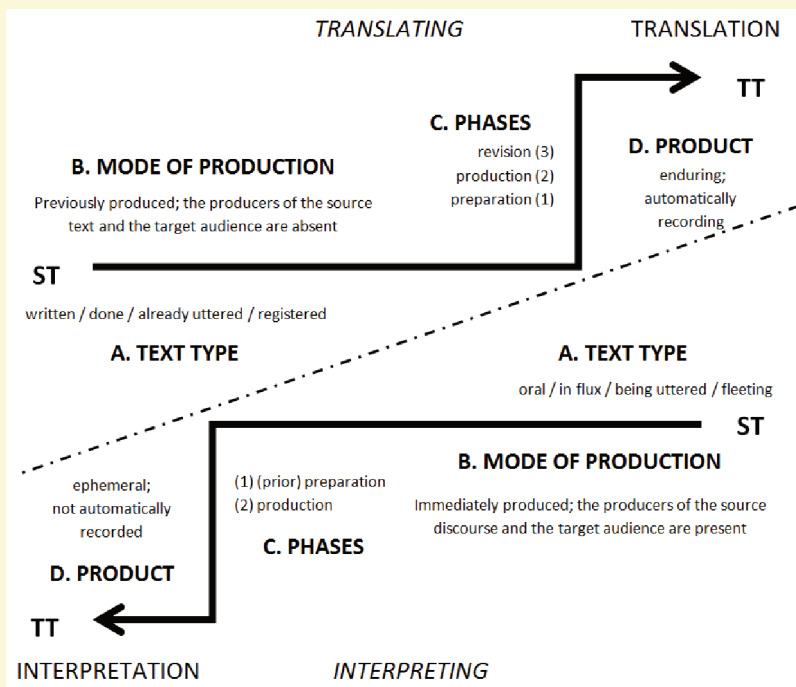 TRANSLATING
TRANSLATION
TT
C. PHASES
revision (3)
production (2)
preparation (1)
D. PRODUCT
enduring;
automatically
recording
B. MODE OF PRODUCTION
Previously produced; the producers of the source
text and the target audience are absent
ST
written / done / already uttered / registered
A. TEXT TYPE
A. TEXT TYPE
oral / in flux / being uttered / fleeting
ST
B. MODE OF PRODUCTION
Immediately produced; the producers of the source
discourse and the target audience are present
(1) (prior) preparation
(2) production
C. PHASES
ephemeral;
not automatically
recorded
D. PRODUCT
TT
INTERPRETATION
INTERPRETING